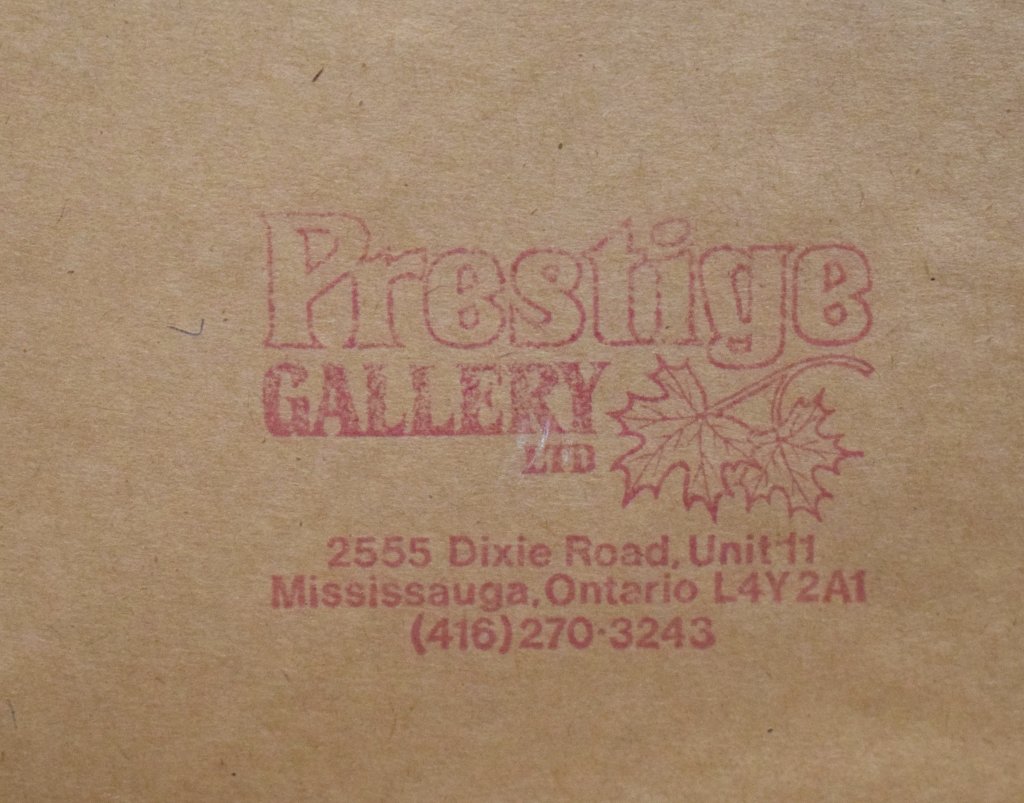 Prestige
GALLERY
LTD
2555 Dixie Road, Unit 11
Mississauga, Ontario L4Y 2A1
(416) 270-3243